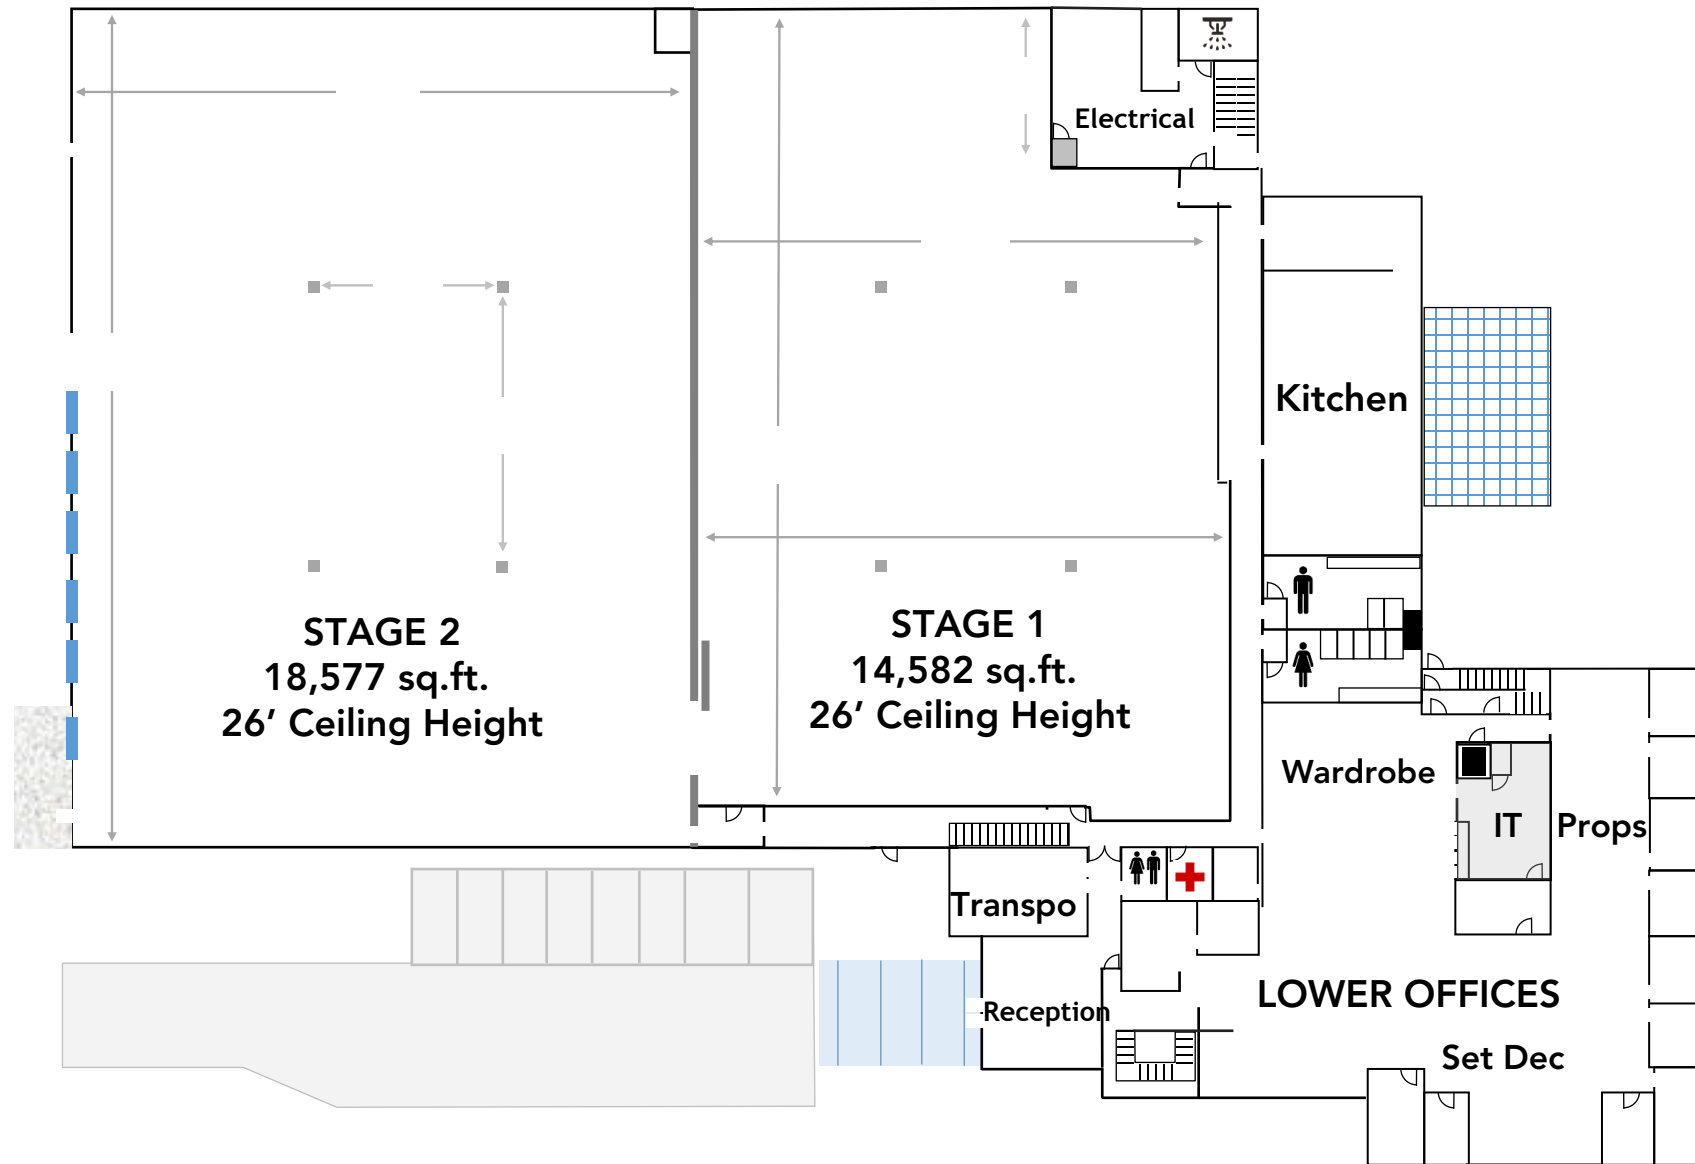 Electrical
Kitchen
STAGE 2
18,577 sq.ft.
26’ Ceiling Height
STAGE 1
14,582 sq.ft.
26’ Ceiling Height
Wardrobe
IT
Props
Transpo
Reception
LOWER OFFICES
Set Dec